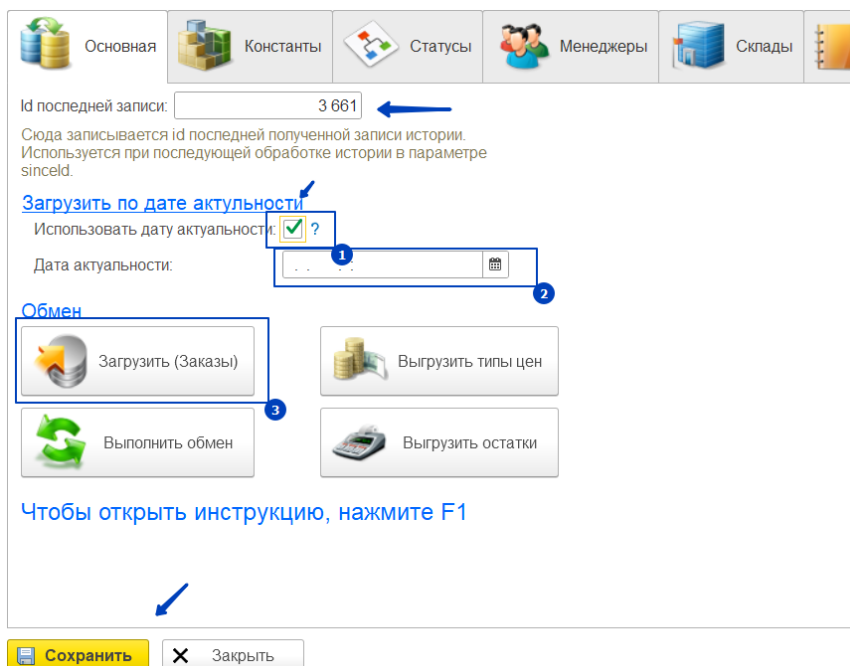 Основная
Константы
Статусы
Менеджеры
Склады
Id последней записи: 3 661
Сюда записывается id последней полученной записи истории.
Используется при последующей обработке истории в параметре
sinceId.
Загрузить по дате актульности
Использовать дату актуальности: ?
1
Дата актуальности: . . : :
2
Обмен
Загрузить (Заказы)
Выгрузить типы цен
3
Выполнить обмен
Выгрузить остатки
Чтобы открыть инструкцию, нажмите F1
Сохранить
Закрыть